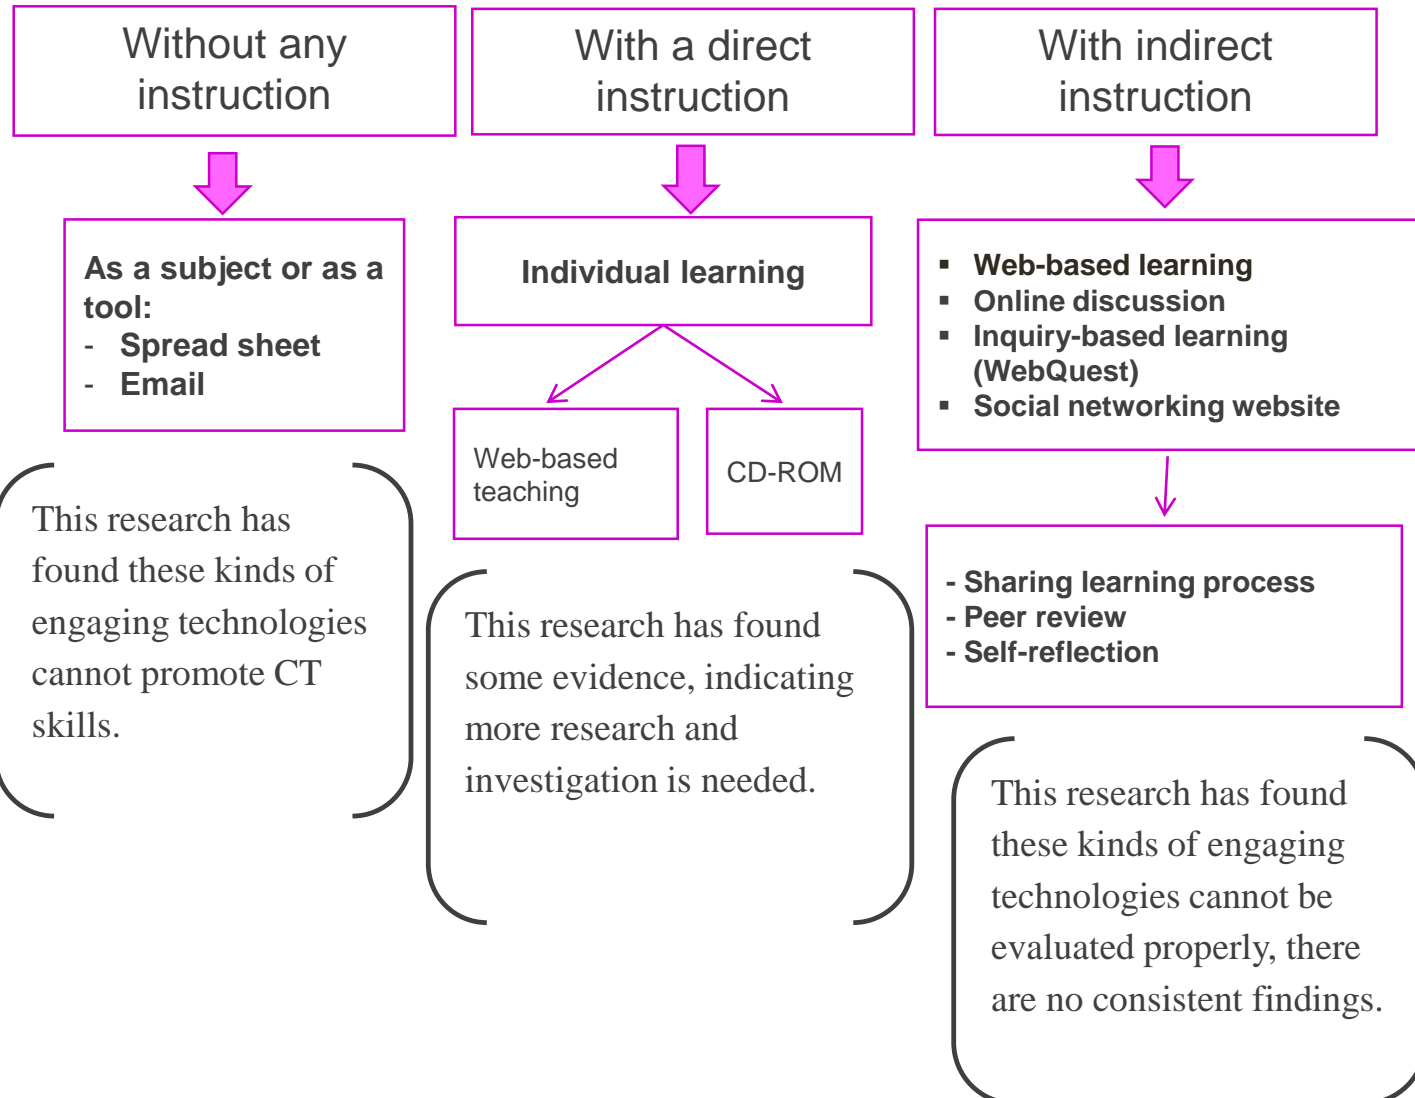 Without any
instruction
With a direct
instruction
With indirect
instruction
As a subject or as a
tool:
- Spread sheet
- Email
Individual learning
▪ Web-based learning
▪ Online discussion
▪ Inquiry-based learning
(WebQuest)
▪ Social networking website
Web-based
teaching
CD-ROM
- Sharing learning process
- Peer review
- Self-reflection
This research has
found these kinds of
engaging technologies
cannot promote CT
skills.
This research has found
some evidence, indicating
more research and
investigation is needed.
This research has found
these kinds of engaging
technologies cannot be
evaluated properly, there
are no consistent findings.